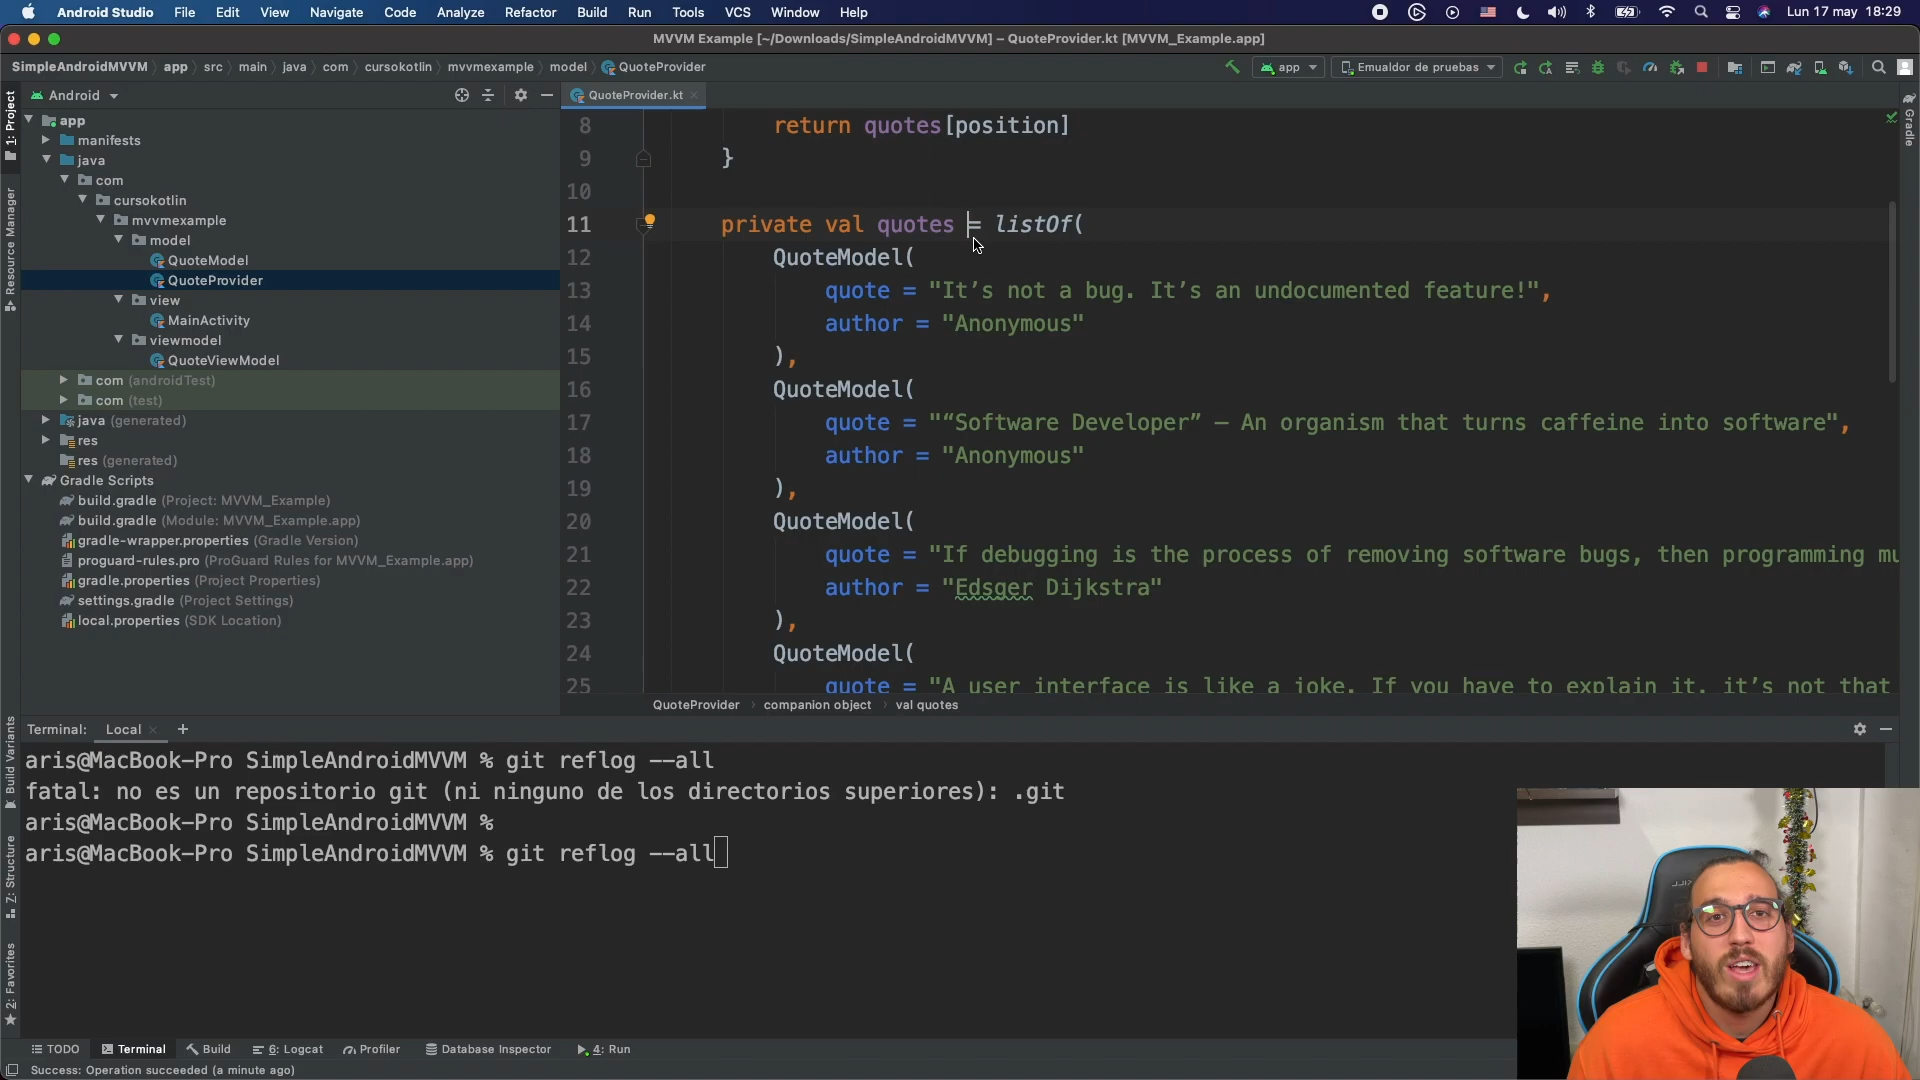 Android Studio File Edit View Navigate Code Analyze Refactor Build Run Tools VCS Window Help Lun 17 may 18:29
MVVM Example [~/Downloads/SimpleAndroidMVVM] – QuoteProvider.kt [MVVM_Example.app]
SimpleAndroidMVVM app src main java com cursokotlin mvvmexample model QuoteProvider app Emualdor de pruebas
1: Project
Resource Manager
Build Variants
Z: Structure
2: Favorites
Gradle
Android
app
manifests
java
com
cursokotlin
mvvmexample
model
QuoteModel
QuoteProvider
view
MainActivity
viewmodel
QuoteViewModel
com (androidTest)
com (test)
java (generated)
res
res (generated)
Gradle Scripts
build.gradle (Project: MVVM_Example)
build.gradle (Module: MVVM_Example.app)
gradle-wrapper.properties (Gradle Version)
proguard-rules.pro (ProGuard Rules for MVVM_Example.app)
gradle.properties (Project Properties)
settings.gradle (Project Settings)
local.properties (SDK Location)
QuoteProvider.kt
8 return quotes[position]
9 }
10
11 private val quotes = listOf(
12 QuoteModel(
13 quote = "It’s not a bug. It’s an undocumented feature!",
14 author = "Anonymous"
15 ),
16 QuoteModel(
17 quote = "“Software Developer” – An organism that turns caffeine into software",
18 author = "Anonymous"
19 ),
20 QuoteModel(
21 quote = "If debugging is the process of removing software bugs, then programming mu
22 author = "Edsger Dijkstra"
23 ),
24 QuoteModel(
25 quote = "A user interface is like a joke. If you have to explain it, it’s not that
QuoteProvider companion object val quotes
Terminal: Local +
aris@MacBook-Pro SimpleAndroidMVVM % git reflog --all
fatal: no es un repositorio git (ni ninguno de los directorios superiores): .git
aris@MacBook-Pro SimpleAndroidMVVM %
aris@MacBook-Pro SimpleAndroidMVVM % git reflog --all
TODO Terminal Build 6: Logcat Profiler Database Inspector 4: Run
Success: Operation succeeded (a minute ago)